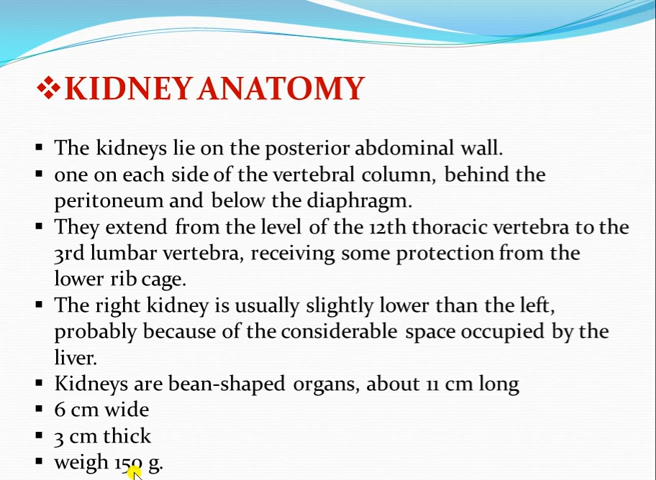 ❖KIDNEY ANATOMY
▪ The kidneys lie on the posterior abdominal wall.
▪ one on each side of the vertebral column, behind the
peritoneum and below the diaphragm.
▪ They extend from the level of the 12th thoracic vertebra to the
3rd lumbar vertebra, receiving some protection from the
lower rib cage.
▪ The right kidney is usually slightly lower than the left,
probably because of the considerable space occupied by the
liver.
▪ Kidneys are bean-shaped organs, about 11 cm long
▪ 6 cm wide
▪ 3 cm thick
▪ weigh 150 g.